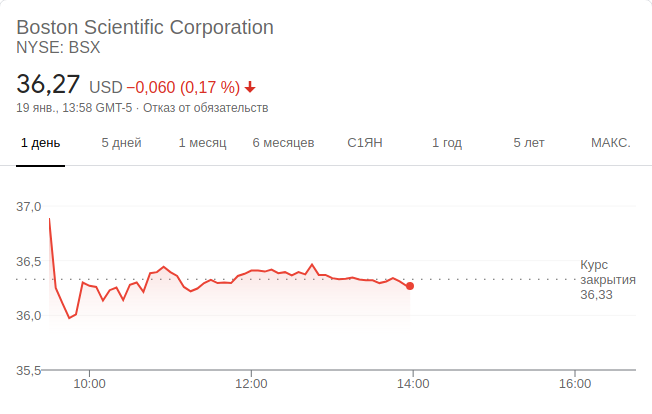 Boston Scientific Corporation
NYSE: BSX
36,27 USD −0,060 (0,17 %)
19 янв., 13:58 GMT-5 · Отказ от обязательств
1 день 5 дней 1 месяц 6 месяцев С1ЯН 1 год 5 лет МАКС.
37,0
36,5
Курс
закрытия
36,33
36,0
35,5
10:00 12:00 14:00 16:00